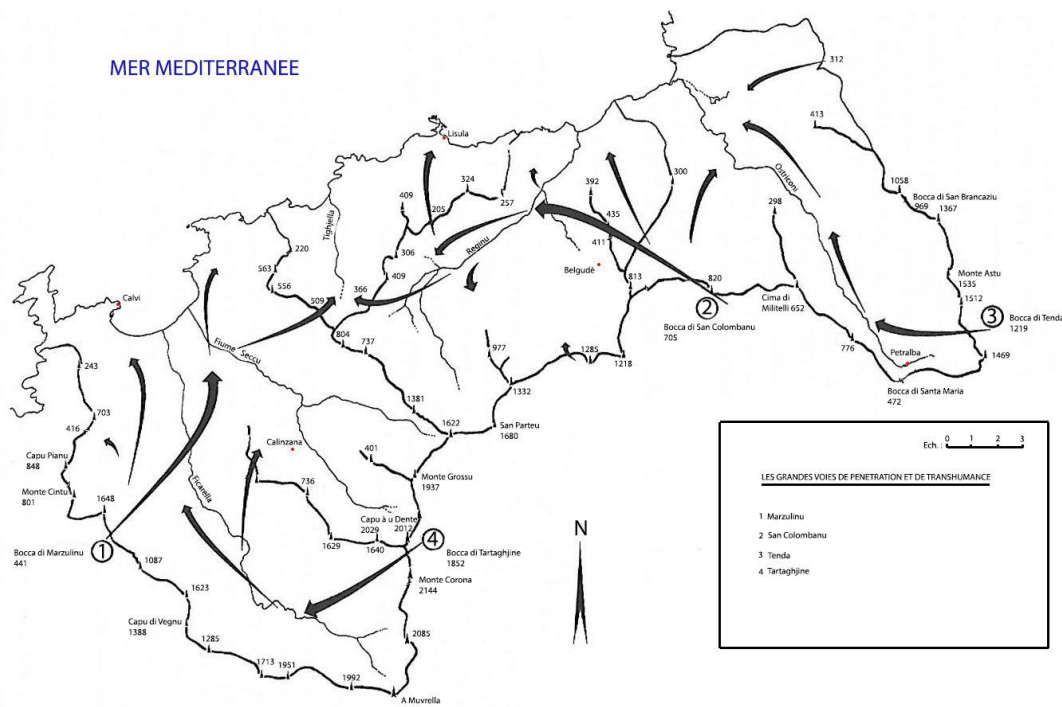 MER MEDITERRANEE
312
413
Lisula
Ostriconi
1058
Bocca di San Brancaziu
969
1367
324
409
205
257
392
300
435
298
Tighjella
Reginu
411
220
306
409
563
556
366
509
Belgudè
813
820
2
Bocca di San Colombanu
705
Cima di
Militelli 652
Monte Astu
1535
1512
3
Bocca di Tenda
1219
776
Petralba
1469
Bocca di Santa Maria
472
Calvi
Fiume Seccu
804
737
977
1285
1218
1332
243
703
416
1381
1622
San Parteu
1680
Capu Pianu
848
Monte Cintu
801
1648
Calinzana
401
Monte Grossu
1937
Ficarella
736
Capu à u Dente
2029
2012
1629
1640
4
Bocca di Tartaghjine
1852
Bocca di Marzulinu
441
1
1087
Monte Corona
2144
1623
Capu di Vegnu
1388
1285
2085
1713
1951
1992
A Muvrella
N
Ech. : 0 1 2 3
LES GRANDES VOIES DE PENETRATION ET DE TRANSHUMANCE
1 Marzulinu
2 San Colombanu
3 Tenda
4 Tartaghjine